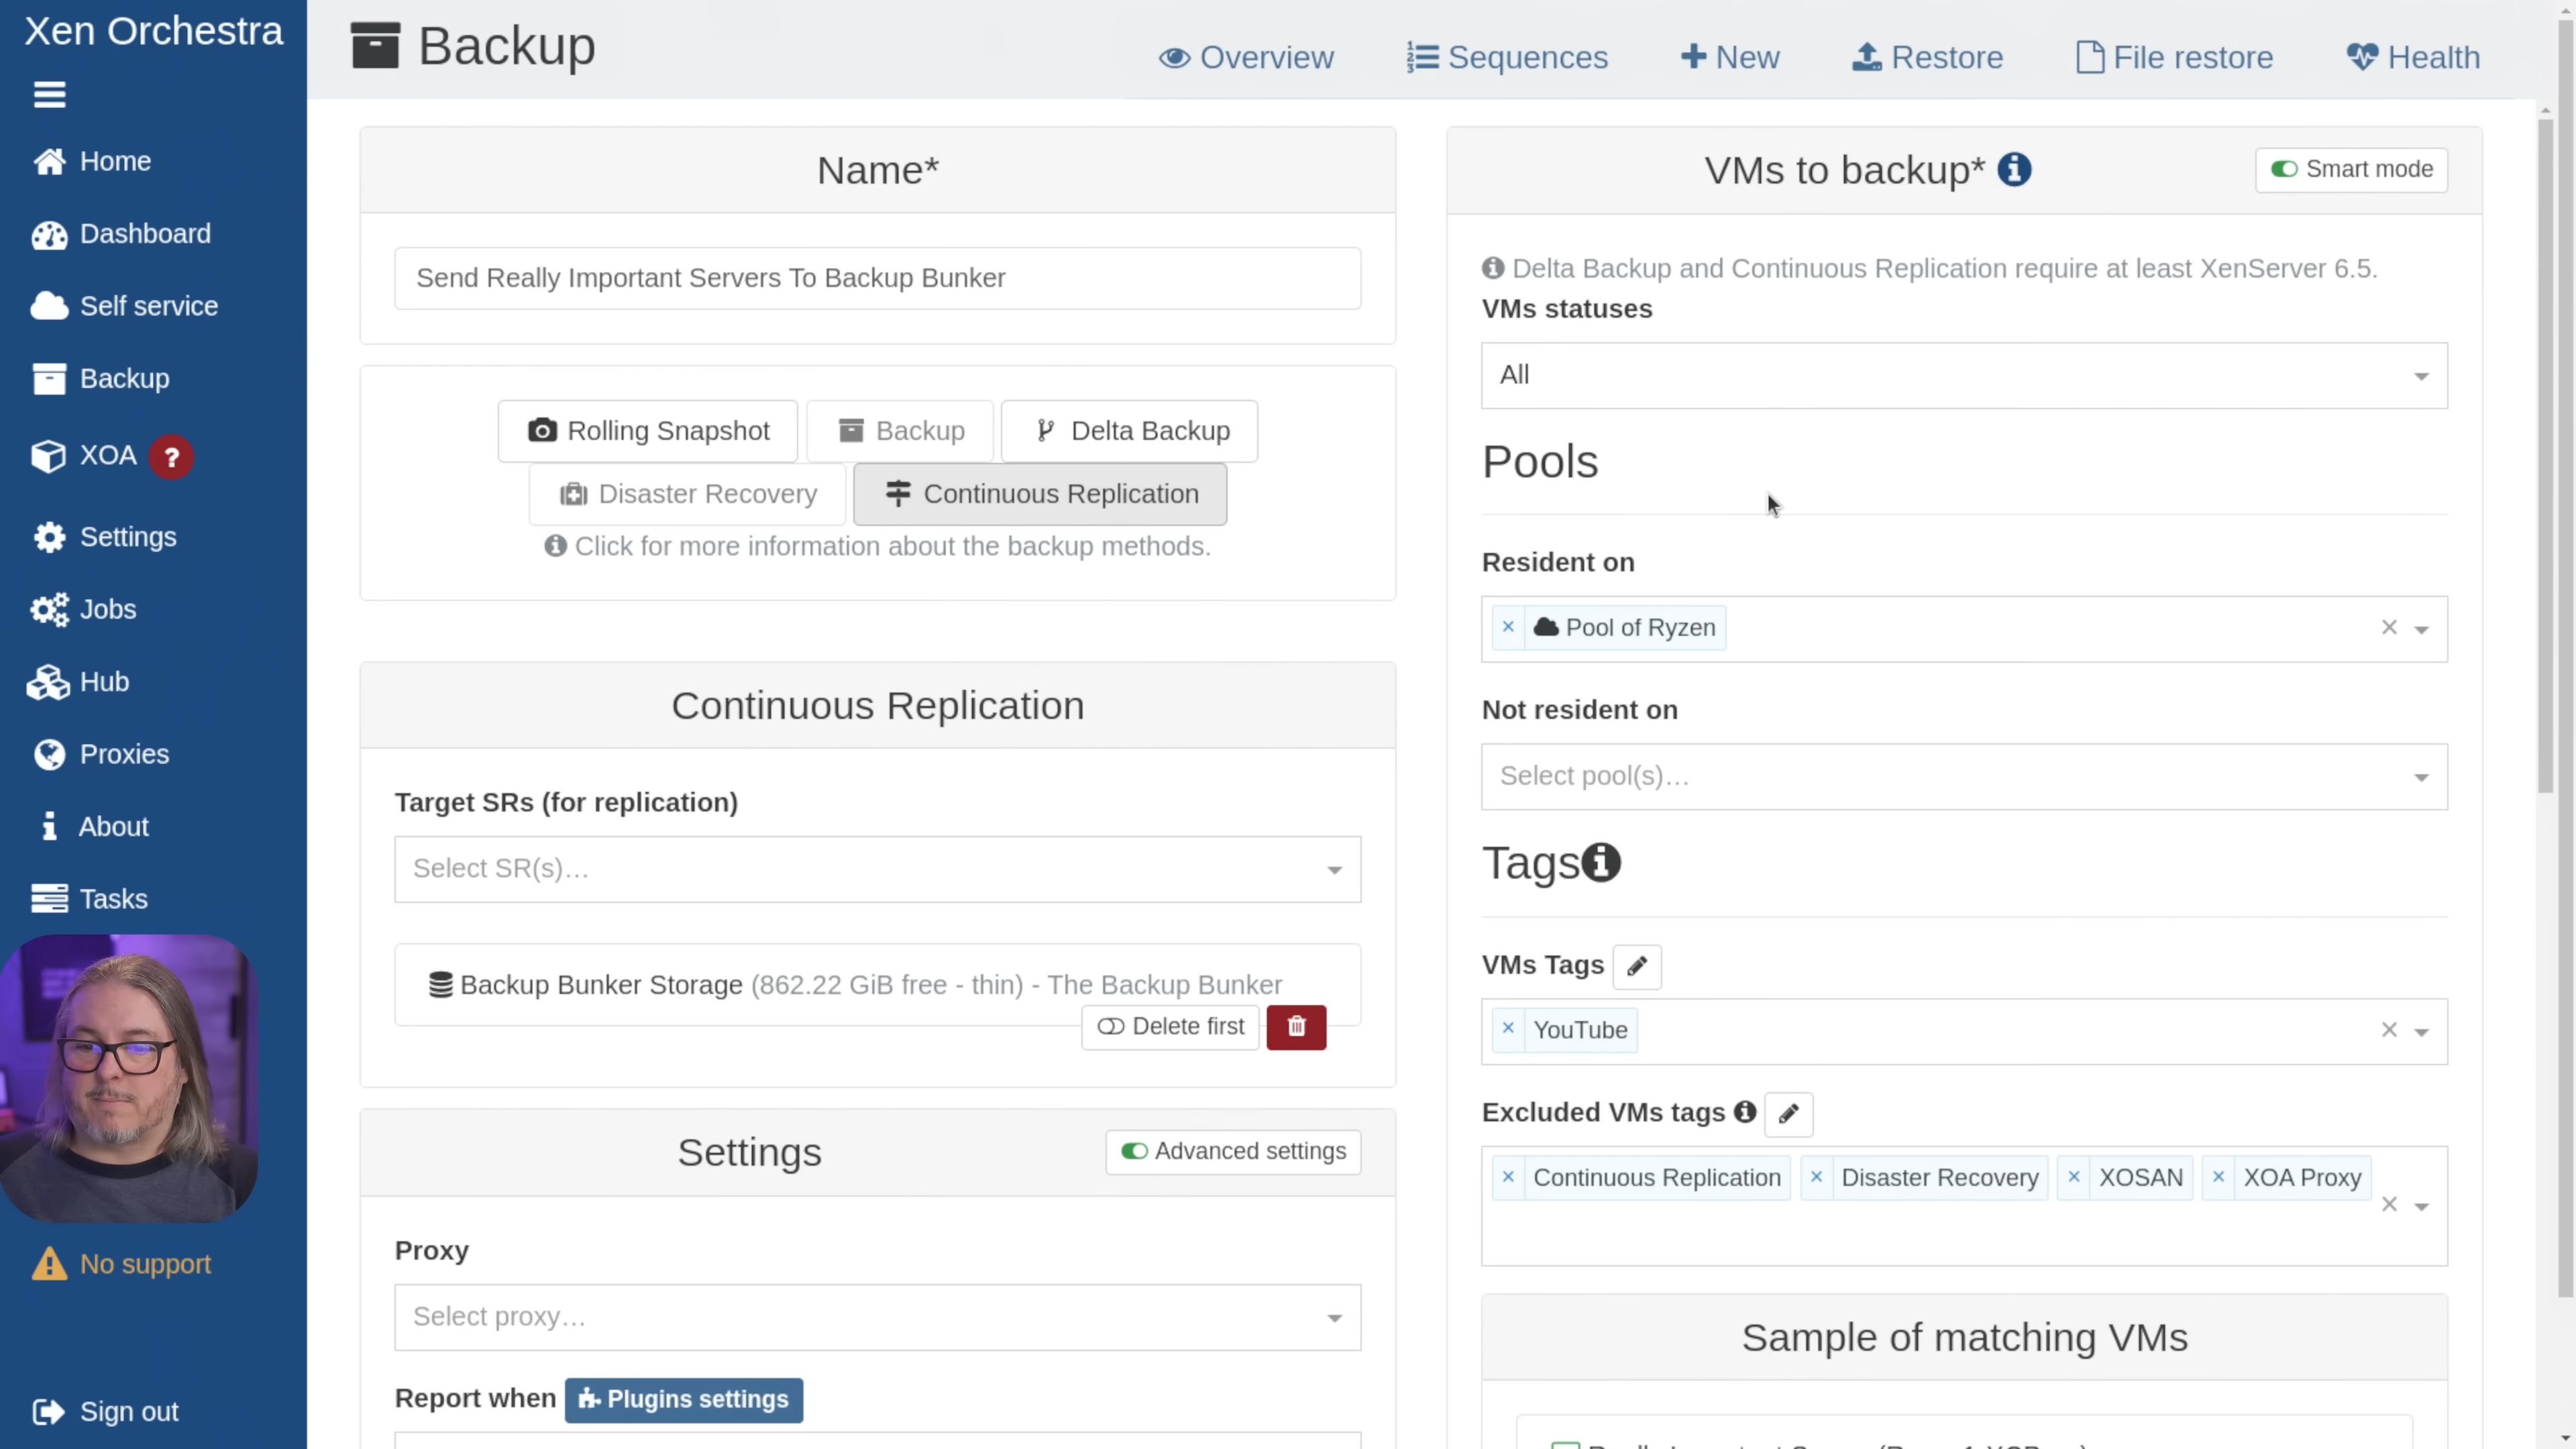 Xen Orchestra
Home
Dashboard
Self service
Backup
XOA ?
Settings
Jobs
Hub
Proxies
About
Tasks
No support
Sign out
Backup
Overview
Sequences
New
Restore
File restore
Health
Name*
Send Really Important Servers To Backup Bunker
Rolling Snapshot
Backup
Delta Backup
Disaster Recovery
Continuous Replication
Click for more information about the backup methods.
Continuous Replication
Target SRs (for replication)
Select SR(s)…
Backup Bunker Storage (862.22 GiB free - thin) - The Backup Bunker
Delete first
Settings
Advanced settings
Proxy
Select proxy…
Report when
Plugins settings
VMs to backup*
Smart mode
Delta Backup and Continuous Replication require at least XenServer 6.5.
VMs statuses
All
Pools
Resident on
× Pool of Ryzen
Not resident on
Select pool(s)…
Tags
VMs Tags
× YouTube
Excluded VMs tags
× Continuous Replication × Disaster Recovery × XOSAN × XOA Proxy
Sample of matching VMs